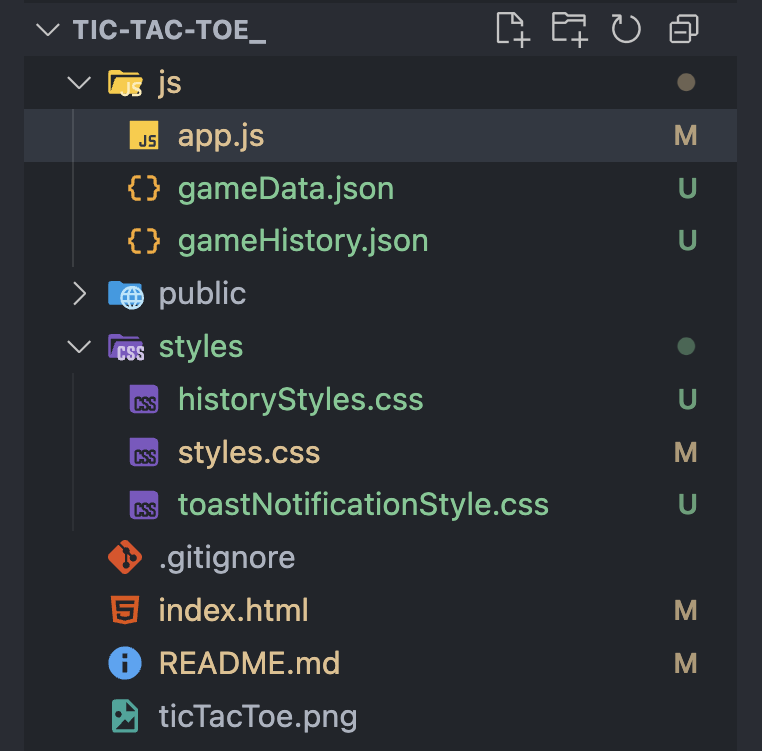 TIC-TAC-TOE_
js
JS app.js M
{} gameData.json U
{} gameHistory.json U
public
styles
CSS historyStyles.css U
CSS styles.css M
CSS toastNotificationStyle.css U
.gitignore
index.html M
README.md M
ticTacToe.png